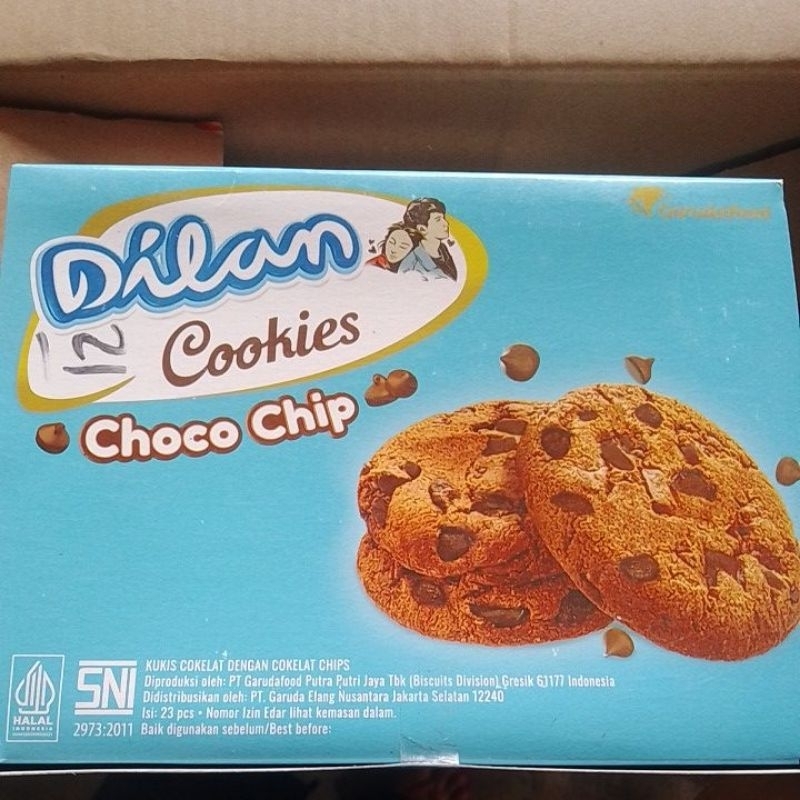 Garudafood
Dilan
Cookies
12
Choco Chip
KUKIS COKELAT DENGAN COKELAT CHIPS
Diproduksi oleh: PT Garudafood Putra Putri Jaya Tbk (Biscuits Division) Gresik 61177 Indonesia
Didistribusikan oleh: PT. Garuda Elang Nusantara Jakarta Selatan 12240
Isi: 23 pcs • Nomor Izin Edar lihat kemasan dalam.
Baik digunakan sebelum/Best before:
HALAL
INDONESIA
SNI
2973:2011